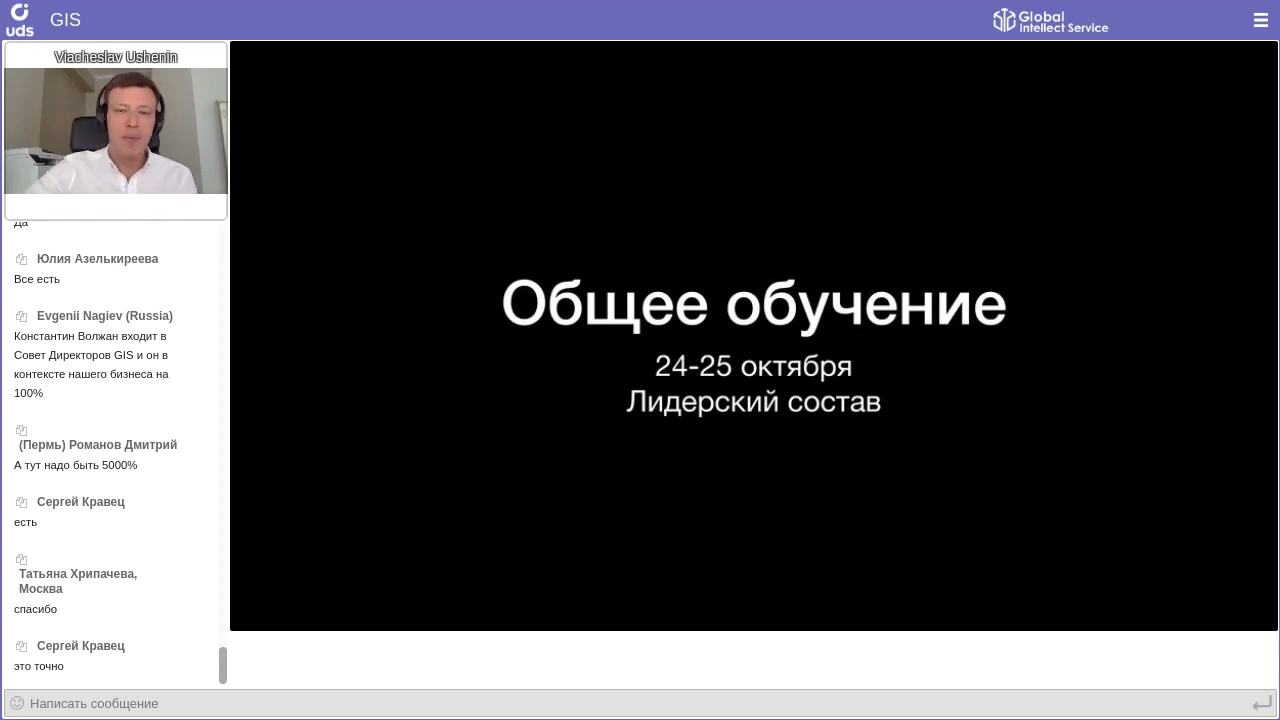 uds
GIS
Global
Intellect Service
Viacheslav Ushenin
Да
Юлия Азелькиреева
Все есть
Evgenii Nagiev (Russia)
Константин Волжан входит в
Совет Директоров GIS и он в
контексте нашего бизнеса на
100%
(Пермь) Романов Дмитрий
А тут надо быть 5000%
Сергей Кравец
есть
Татьяна Хрипачева,
Москва
спасибо
Сергей Кравец
это точно
Общее обучение
24-25 октября
Лидерский состав
Написать сообщение